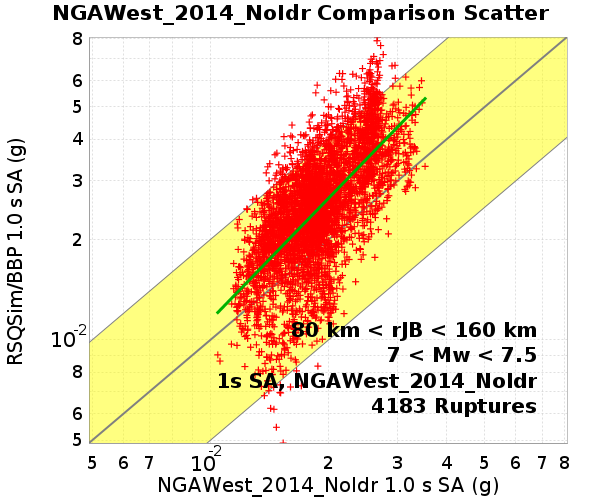 NGAWest_2014_NoIdr Comparison Scatter
8
6
5
4
3
2
10-2
8
6
5
RSQSim/BBP 1.0 s SA (g)
80 km < rJB < 160 km
7 < Mw < 7.5
1s SA, NGAWest_2014_NoIdr
4183 Ruptures
5 6 7 10-2 2 3 4 5 6 7 8
NGAWest_2014_NoIdr 1.0 s SA (g)